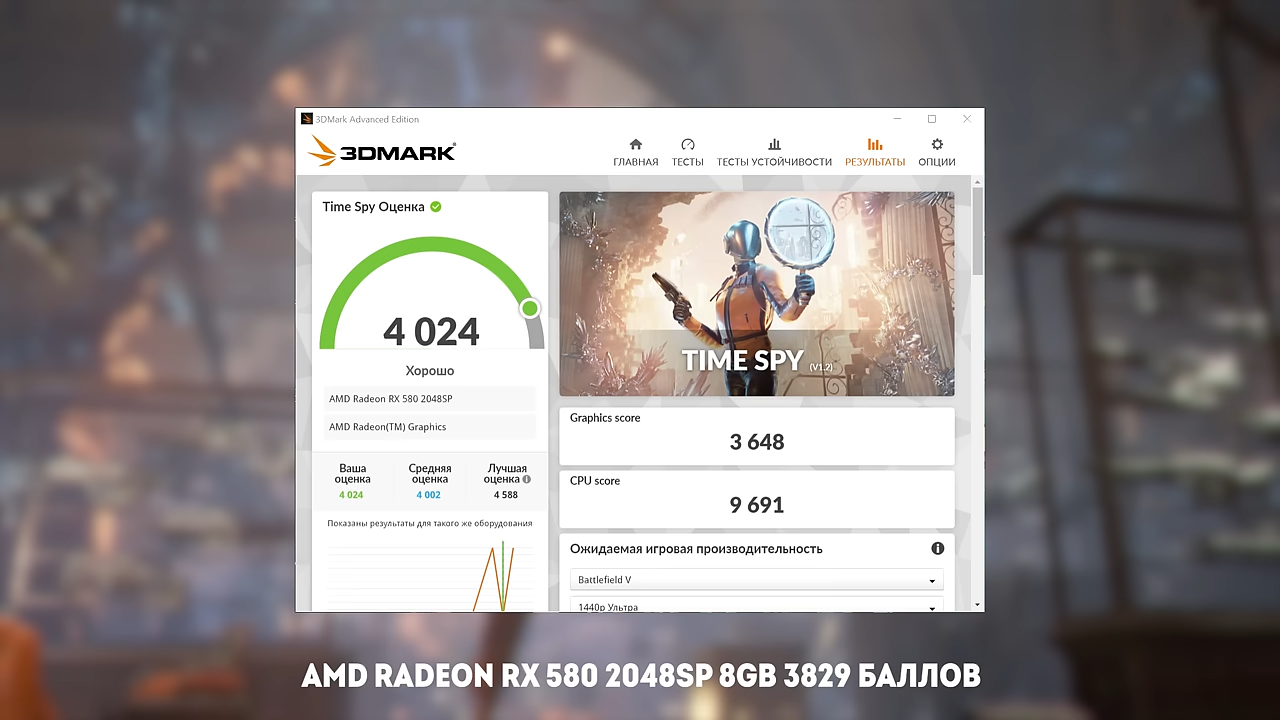 3DMark Advanced Edition
3DMARK
ГЛАВНАЯ
ТЕСТЫ
ТЕСТЫ УСТОЙЧИВОСТИ
РЕЗУЛЬТАТЫ
ОПЦИИ
Time Spy Оценка
4 024
Хорошо
AMD Radeon RX 580 2048SP
AMD Radeon(TM) Graphics
Ваша оценка
4 024
Средняя оценка
4 002
Лучшая оценка
4 588
Показаны результаты для такого же оборудования
TIME SPY (V1.2)
Graphics score
3 648
CPU score
9 691
Ожидаемая игровая производительность
Battlefield V
1440p Ультра
AMD RADEON RX 580 2048SP 8GB 3829 БАЛЛОВ